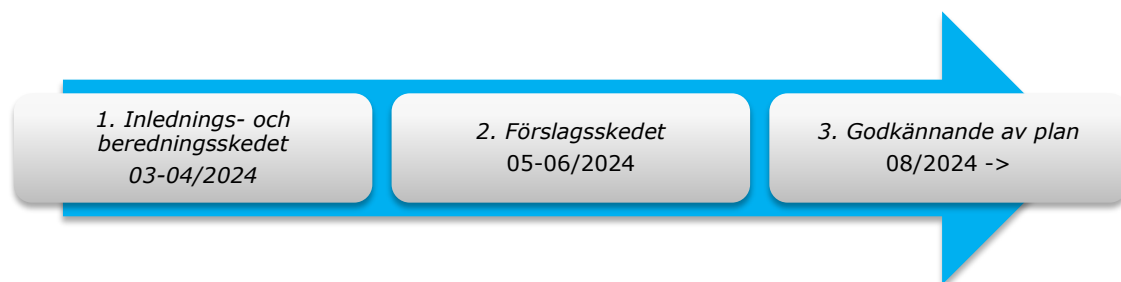 1. Inlednings- och
beredningsskedet
03-04/2024
2. Förslagsskedet
05-06/2024
3. Godkännande av plan
08/2024 ->